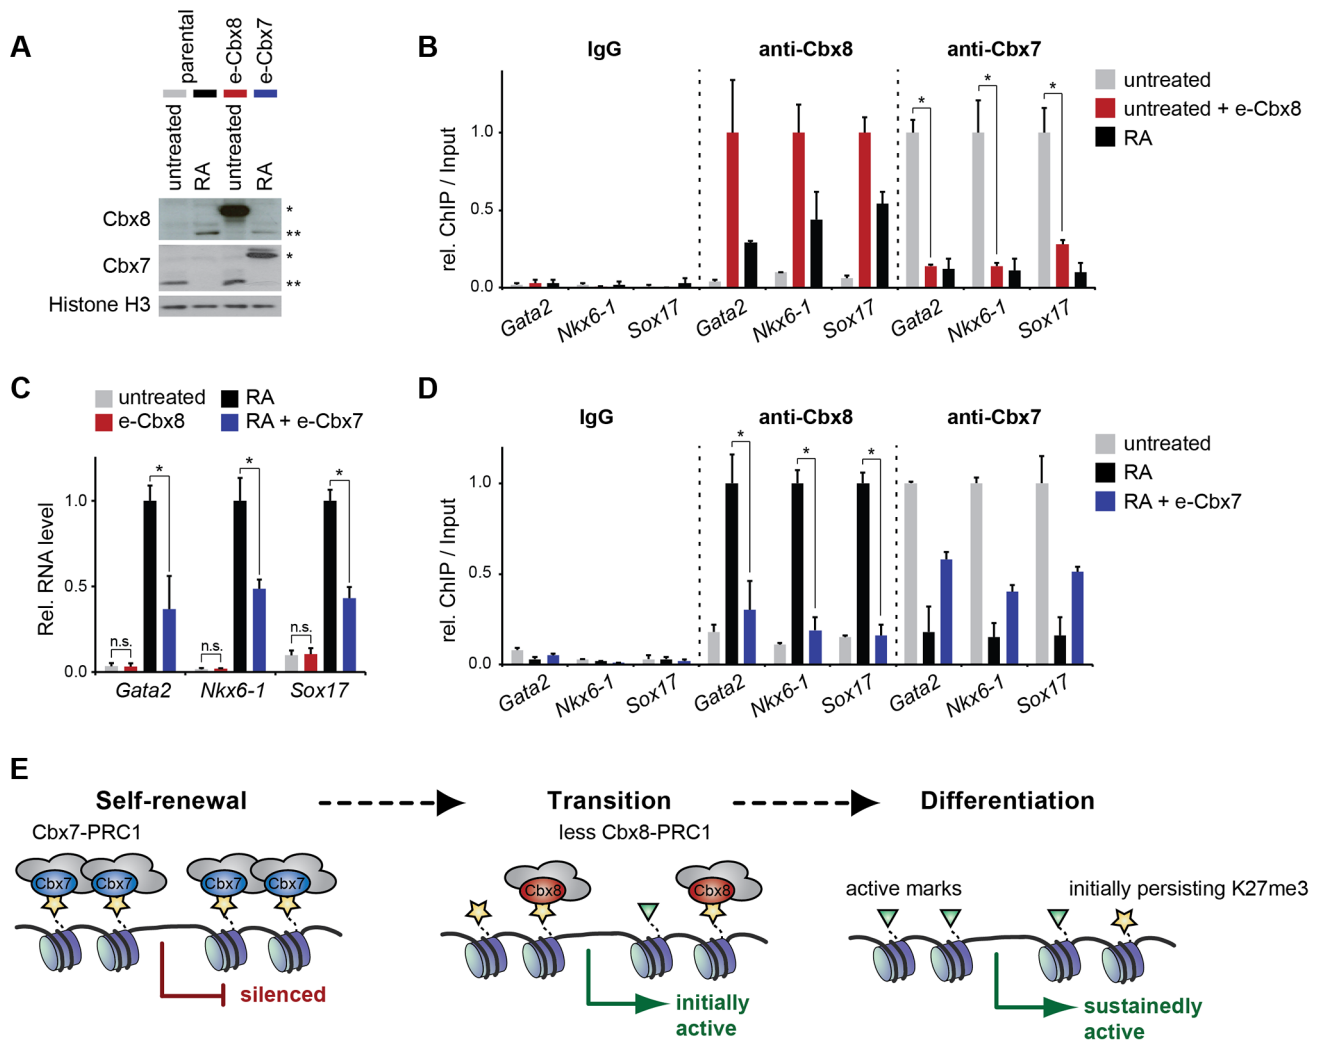 A
parental
e-Cbx8
e-Cbx7
untreated
RA
untreated
RA
Cbx8
*
**
Cbx7
*
**
Histone H3
B
IgG
anti-Cbx8
anti-Cbx7
untreated
untreated + e-Cbx8
RA
rel. ChIP / Input
1.0
0.5
0.0
* * *
Gata2 Nkx6-1 Sox17 Gata2 Nkx6-1 Sox17 Gata2 Nkx6-1 Sox17
C
untreated RA
e-Cbx8 RA + e-Cbx7
Rel. RNA level
1.0
0.5
0.0
* * *
n.s. n.s. n.s.
Gata2 Nkx6-1 Sox17
D
IgG
anti-Cbx8
anti-Cbx7
untreated
RA
RA + e-Cbx7
rel. ChIP / Input
1.0
0.5
0.0
* * *
Gata2 Nkx6-1 Sox17 Gata2 Nkx6-1 Sox17 Gata2 Nkx6-1 Sox17
E
Self-renewal
Transition
Differentiation
Cbx7-PRC1
less Cbx8-PRC1
Cbx7 Cbx7 Cbx7 Cbx7
Cbx8 Cbx8
active marks
initially persisting K27me3
silenced
initially
active
sustainedly
active